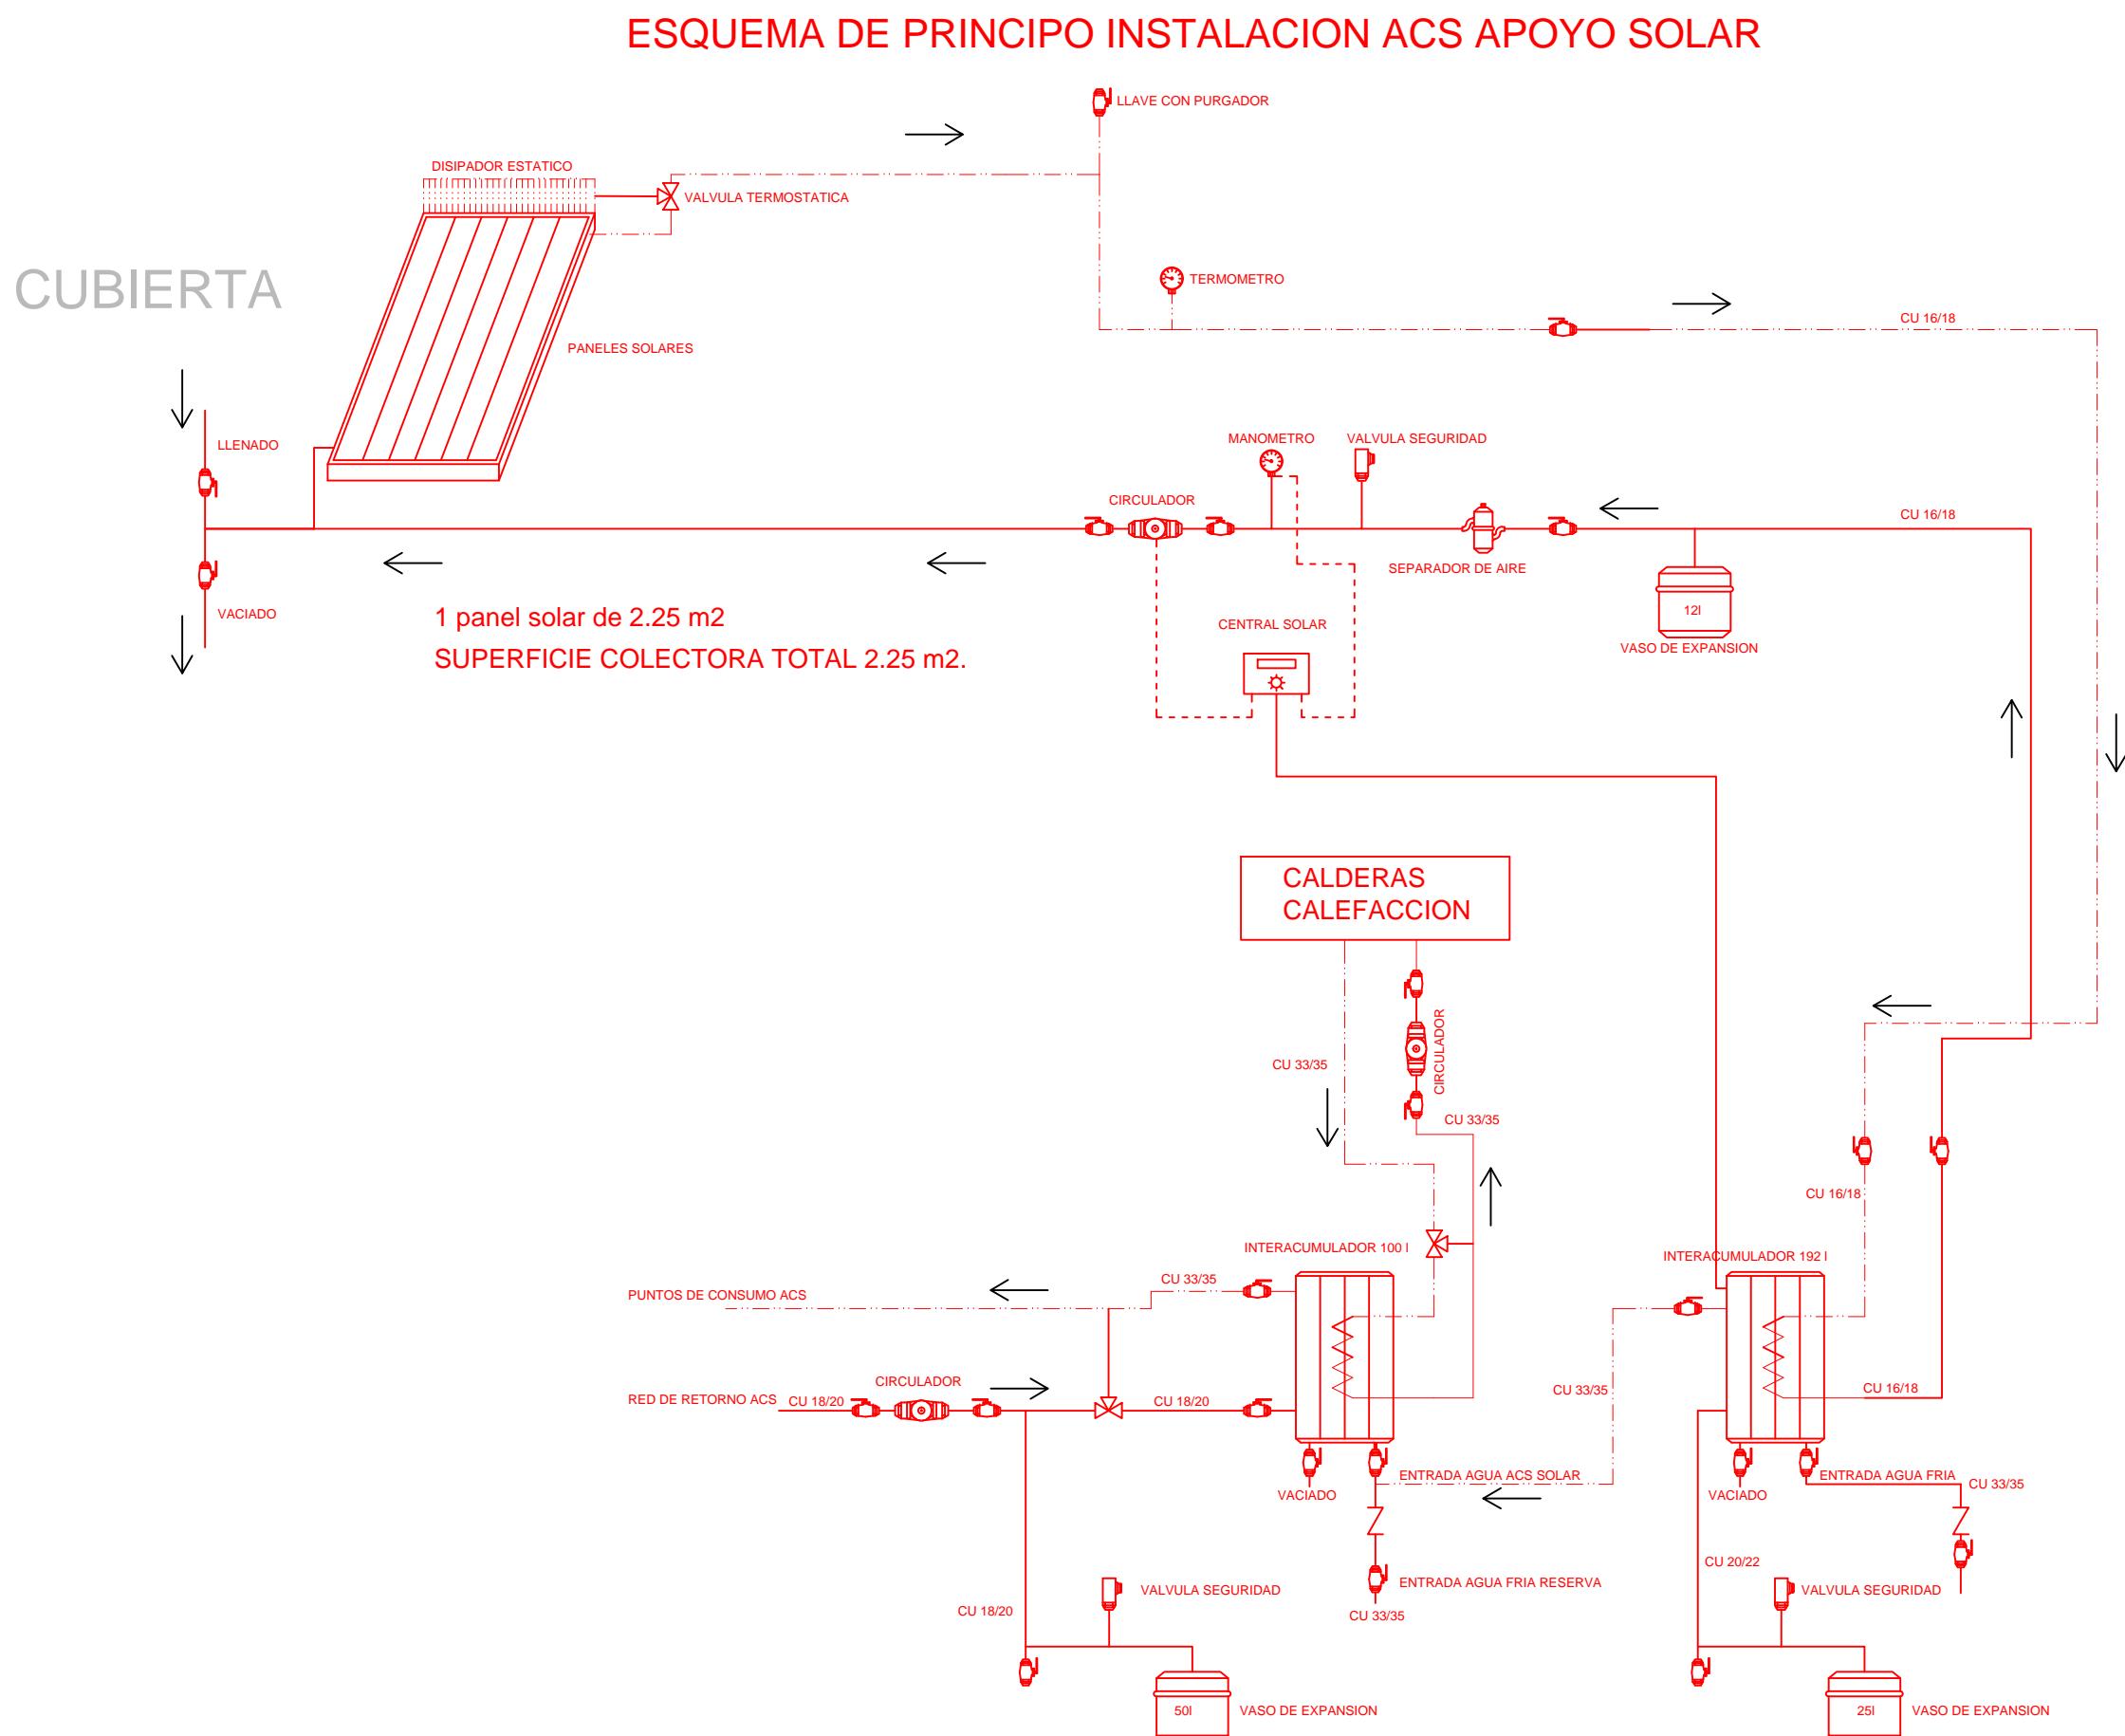 ESQUEMA DE PRINCIPO INSTALACION ACS APOYO SOLAR
LLAVE CON PURGADOR
DISIPADOR ESTATICO
VALVULA TERMOSTATICA
CUBIERTA
TERMOMETRO
CU 16/18
PANELES SOLARES
LLENADO
MANOMETRO
VALVULA SEGURIDAD
CIRCULADOR
CU 16/18
SEPARADOR DE AIRE
VACIADO
12l
1 panel solar de 2.25 m2
CENTRAL SOLAR
VASO DE EXPANSION
SUPERFICIE COLECTORA TOTAL 2.25 m2.
CALDERAS
CALEFACCION
CIRCULADOR
CU 33/35
CU 33/35
CU 16/18
INTERACUMULADOR 100 l
INTERACUMULADOR 192 l
CU 33/35
PUNTOS DE CONSUMO ACS
CIRCULADOR
CU 33/35
CU 16/18
RED DE RETORNO ACS
CU 18/20
CU 18/20
ENTRADA AGUA ACS SOLAR
ENTRADA AGUA FRIA
CU 33/35
VACIADO
VACIADO
CU 20/22
ENTRADA AGUA FRIA RESERVA
VALVULA SEGURIDAD
VALVULA SEGURIDAD
CU 18/20
CU 33/35
50l
VASO DE EXPANSION
25l
VASO DE EXPANSION